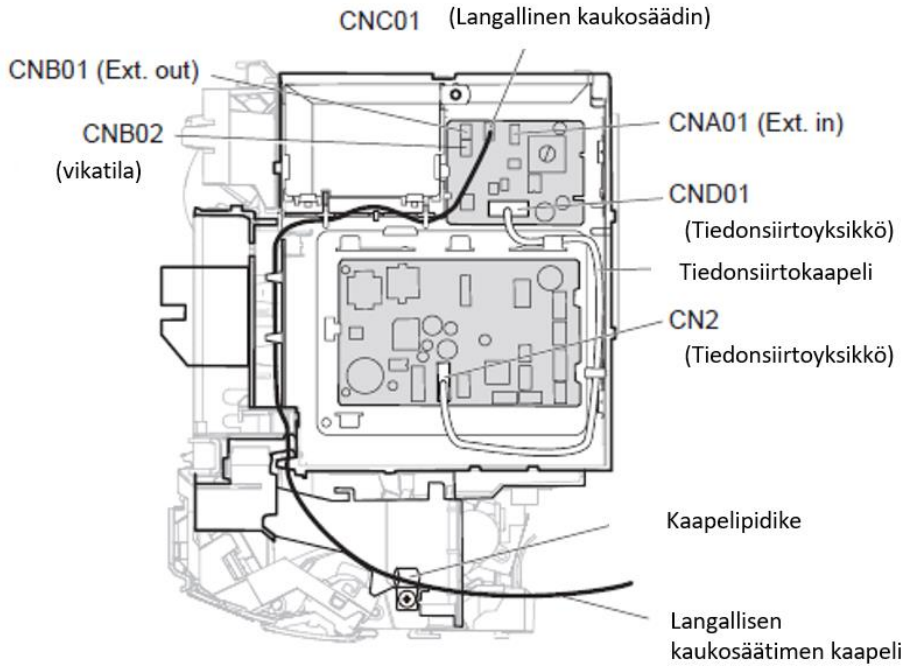 CNC01 (Langallinen kaukosäädin)
CNB01 (Ext. out)
CNB02
(vikatila)
CNA01 (Ext. in)
CND01
(Tiedonsiirtoyksikkö)
Tiedonsiirtokaapeli
CN2
(Tiedonsiirtoyksikkö)
Kaapelipidike
Langallisen
kaukosäätimen kaapeli